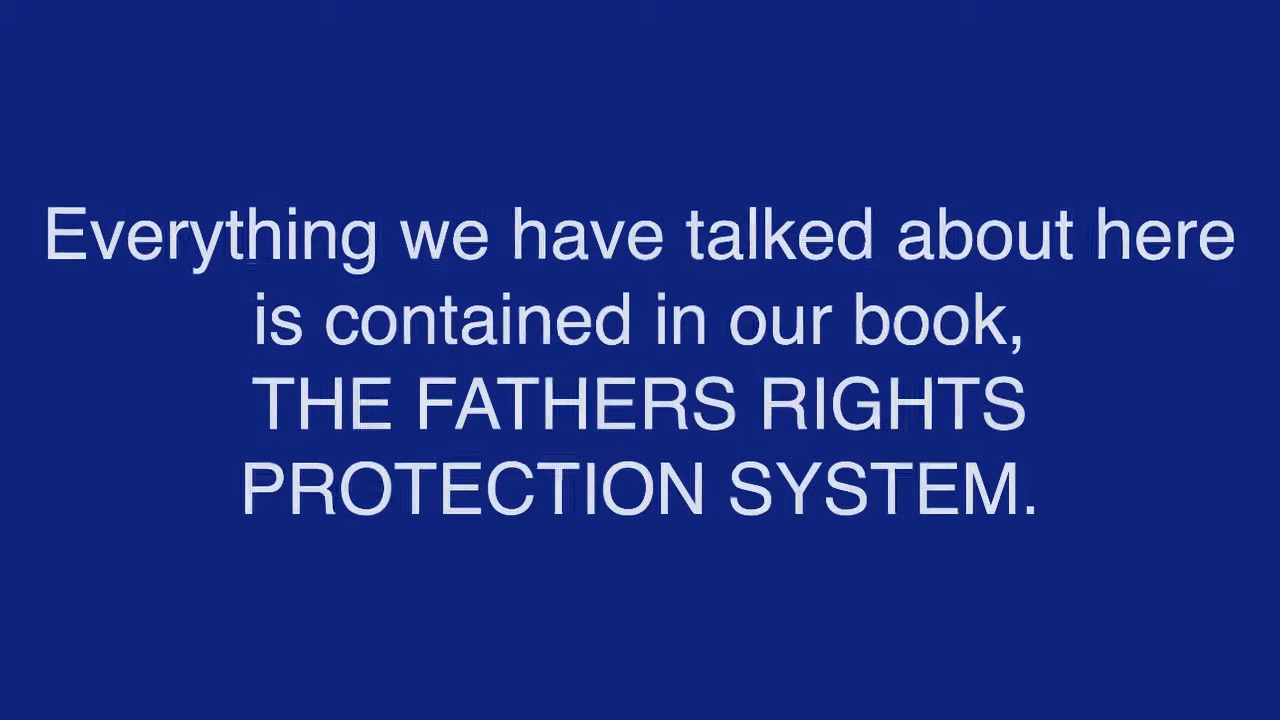 Everything we have talked about here
is contained in our book,
THE FATHERS RIGHTS
PROTECTION SYSTEM.